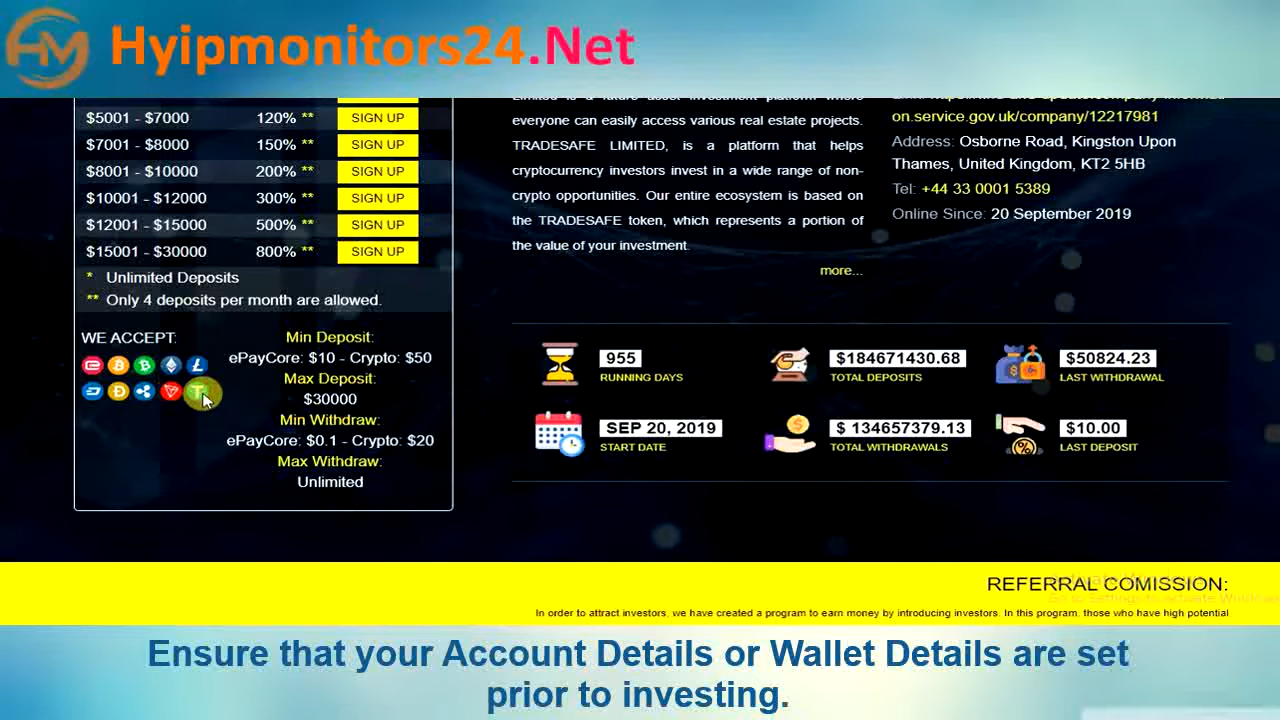 Hyipmonitors24.Net
$5001 - $7000 120% ** SIGN UP
$7001 - $8000 150% ** SIGN UP
$8001 - $10000 200% ** SIGN UP
$10001 - $12000 300% ** SIGN UP
$12001 - $15000 500% ** SIGN UP
$15001 - $30000 800% ** SIGN UP
* Unlimited Deposits
** Only 4 deposits per month are allowed.
WE ACCEPT:
Min Deposit:
ePayCore: $10 - Crypto: $50
Max Deposit:
$30000
Min Withdraw:
ePayCore: $0.1 - Crypto: $20
Max Withdraw:
Unlimited
everyone can easily access various real estate projects.
TRADESAFE LIMITED, is a platform that helps
cryptocurrency investors invest in a wide range of non-
crypto opportunities. Our entire ecosystem is based on
the TRADESAFE token, which represents a portion of
the value of your investment.
more...
on.service.gov.uk/company/12217981
Address: Osborne Road, Kingston Upon
Thames, United Kingdom, KT2 5HB
Tel: +44 33 0001 5389
Online Since: 20 September 2019
955
RUNNING DAYS
$184671430.68
TOTAL DEPOSITS
$50824.23
LAST WITHDRAWAL
SEP 20, 2019
START DATE
$ 134657379.13
TOTAL WITHDRAWALS
$10.00
LAST DEPOSIT
REFERRAL COMISSION:
In order to attract investors, we have created a program to earn money by introducing investors. In this program, those who have high potential
Ensure that your Account Details or Wallet Details are set
prior to investing.